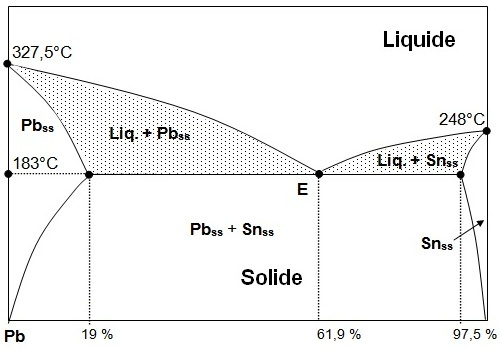 Liquide
327,5°C
248°C
Pbss
Liq. + Pbss
Liq. + Snss
183°C
E
Pbss + Snss
Snss
Solide
Pb
19 %
61,9 %
97,5 %